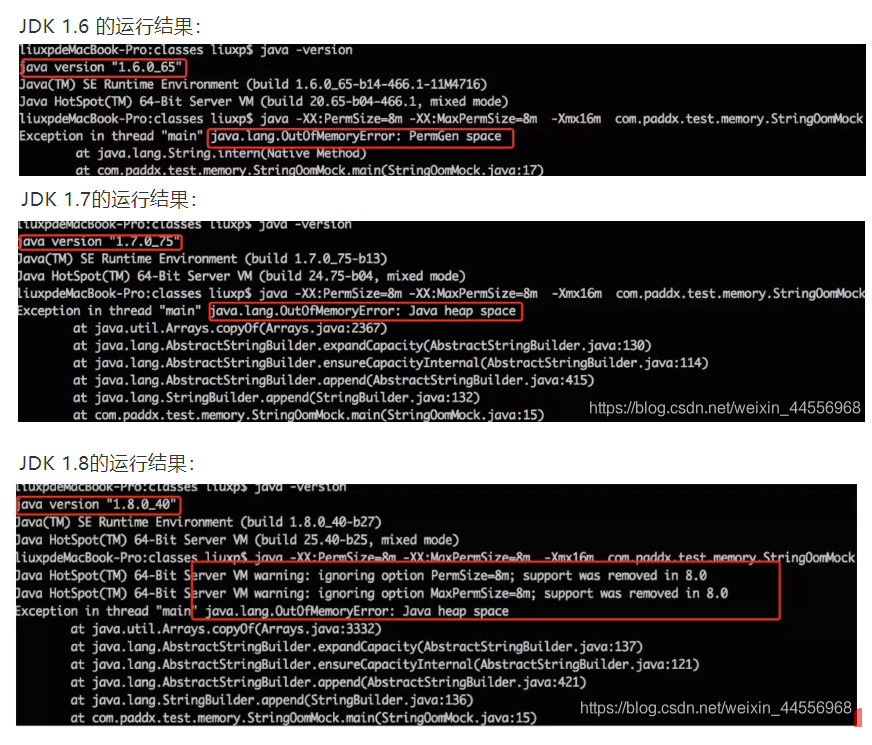 JDK 1.6 的运行结果：
liuxpdeMacBook-Pro:classes liuxp$ java -version
java version "1.6.0_65"
Java(TM) SE Runtime Environment (build 1.6.0_65-b14-466.1-11M4716)
Java HotSpot(TM) 64-Bit Server VM (build 20.65-b04-466.1, mixed mode)
liuxpdeMacBook-Pro:classes liuxp$ java -XX:PermSize=8m -XX:MaxPermSize=8m  -Xmx16m  com.paddx.test.memory.StringOomMock
Exception in thread "main" java.lang.OutOfMemoryError: PermGen space
at java.lang.String.intern(Native Method)
at com.paddx.test.memory.StringOomMock.main(StringOomMock.java:17)
JDK 1.7的运行结果：
liuxpdeMacBook-Pro:classes liuxp$ java -version
java version "1.7.0_75"
Java(TM) SE Runtime Environment (build 1.7.0_75-b13)
Java HotSpot(TM) 64-Bit Server VM (build 24.75-b04, mixed mode)
liuxpdeMacBook-Pro:classes liuxp$ java -XX:PermSize=8m -XX:MaxPermSize=8m  -Xmx16m  com.paddx.test.memory.StringOomMock
Exception in thread "main" java.lang.OutOfMemoryError: Java heap space
at java.util.Arrays.copyOf(Arrays.java:2367)
at java.lang.AbstractStringBuilder.expandCapacity(AbstractStringBuilder.java:130)
at java.lang.AbstractStringBuilder.ensureCapacityInternal(AbstractStringBuilder.java:114)
at java.lang.AbstractStringBuilder.append(AbstractStringBuilder.java:415)
at java.lang.StringBuilder.append(StringBuilder.java:132)
at com.paddx.test.memory.StringOomMock.main(StringOomMock.java:15)
https://blog.csdn.net/weixin_44556968
JDK 1.8的运行结果：
liuxpdeMacBook-Pro:classes liuxp$ java -version
java version "1.8.0_40"
Java(TM) SE Runtime Environment (build 1.8.0_40-b27)
Java HotSpot(TM) 64-Bit Server VM (build 25.40-b25, mixed mode)
liuxpdeMacBook-Pro:classes liuxp$ java -XX:PermSize=8m -XX:MaxPermSize=8m  -Xmx16m  com.paddx.test.memory.StringOomMock
Java HotSpot(TM) 64-Bit Server VM warning: ignoring option PermSize=8m; support was removed in 8.0
Java HotSpot(TM) 64-Bit Server VM warning: ignoring option MaxPermSize=8m; support was removed in 8.0
Exception in thread "main" java.lang.OutOfMemoryError: Java heap space
at java.util.Arrays.copyOf(Arrays.java:3332)
at java.lang.AbstractStringBuilder.expandCapacity(AbstractStringBuilder.java:137)
at java.lang.AbstractStringBuilder.ensureCapacityInternal(AbstractStringBuilder.java:121)
at java.lang.AbstractStringBuilder.append(AbstractStringBuilder.java:421)
at java.lang.StringBuilder.append(StringBuilder.java:136)
at com.paddx.test.memory.StringOomMock.main(StringOomMock.java:15)
https://blog.csdn.net/weixin_44556968